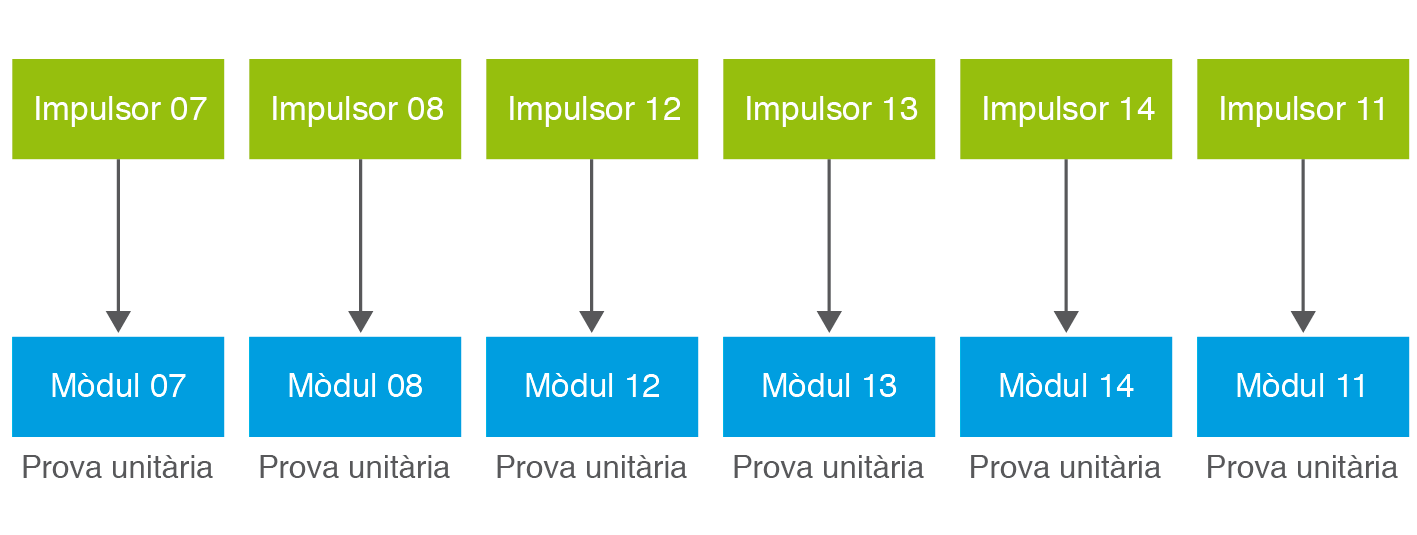 Impulsor 07
Impulsor 08
Impulsor 12
Impulsor 13
Impulsor 14
Impulsor 11
Mòdul 07
Mòdul 08
Mòdul 12
Mòdul 13
Mòdul 14
Mòdul 11
Prova unitària
Prova unitària
Prova unitària
Prova unitària
Prova unitària
Prova unitària